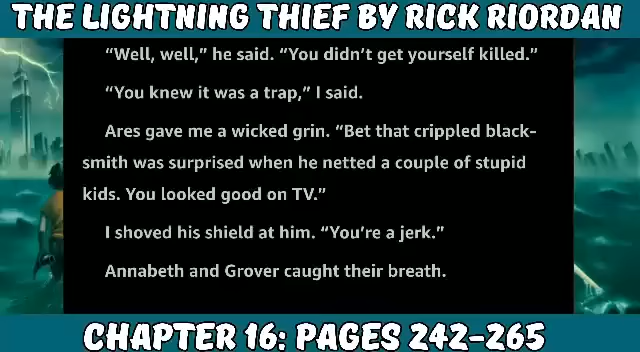 THE LIGHTNING THIEF BY RICK RIORDAN
“Well, well,” he said. “You didn’t get yourself killed.”
“You knew it was a trap,” I said.
Ares gave me a wicked grin. “Bet that crippled black-
smith was surprised when he netted a couple of stupid
kids. You looked good on TV.”
I shoved his shield at him. “You’re a jerk.”
Annabeth and Grover caught their breath.
CHAPTER 16: PAGES 242-265